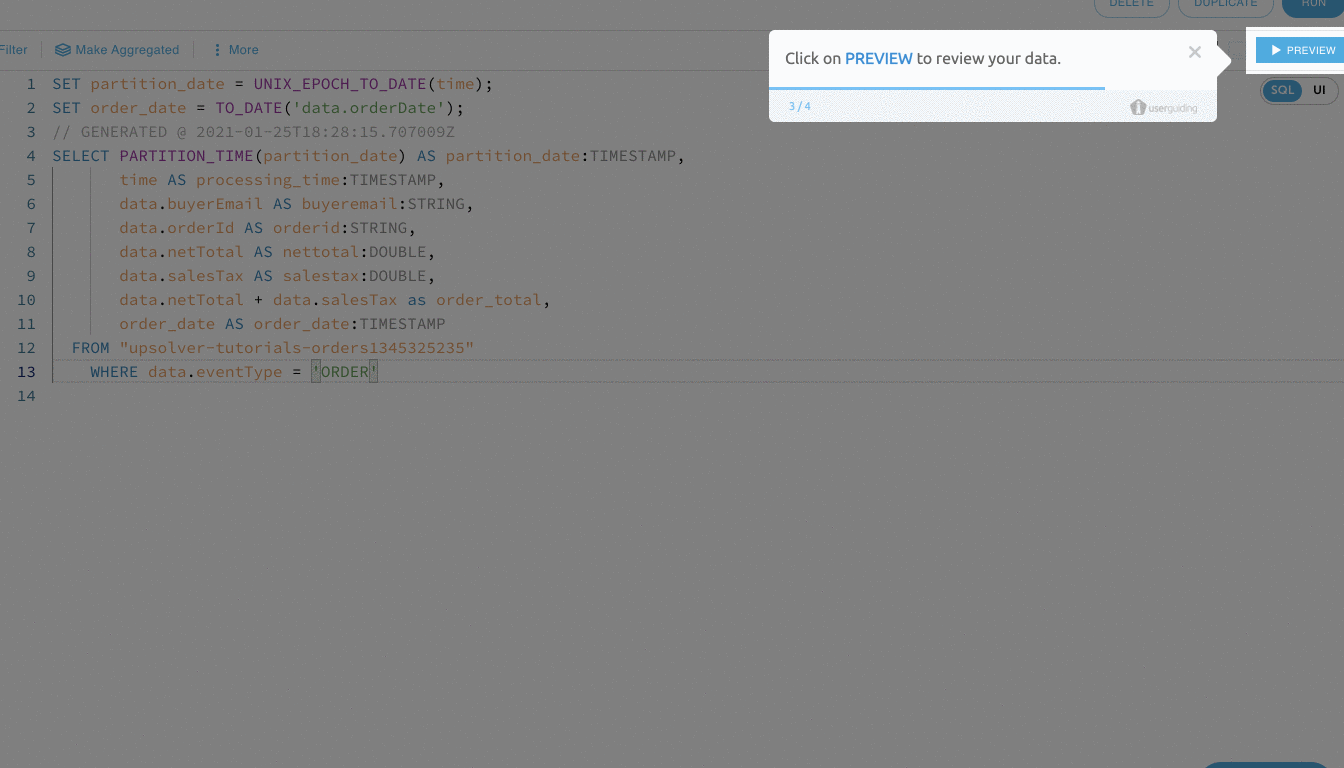 DELETE DUPLICATE RUN
Filter Make Aggregated More
Click on PREVIEW to review your data.
3 / 4 userguiding
PREVIEW
SQL UI
1 SET partition_date = UNIX_EPOCH_TO_DATE(time);
2 SET order_date = TO_DATE('data.orderDate');
3 // GENERATED @ 2021-01-25T18:28:15.707009Z
4 SELECT PARTITION_TIME(partition_date) AS partition_date:TIMESTAMP,
5 time AS processing_time:TIMESTAMP,
6 data.buyerEmail AS buyeremail:STRING,
7 data.orderId AS orderid:STRING,
8 data.netTotal AS nettotal:DOUBLE,
9 data.salesTax AS salestax:DOUBLE,
10 data.netTotal + data.salesTax as order_total,
11 order_date AS order_date:TIMESTAMP
12 FROM "upsolver-tutorials-orders1345325235"
13 WHERE data.eventType = 'ORDER'
14